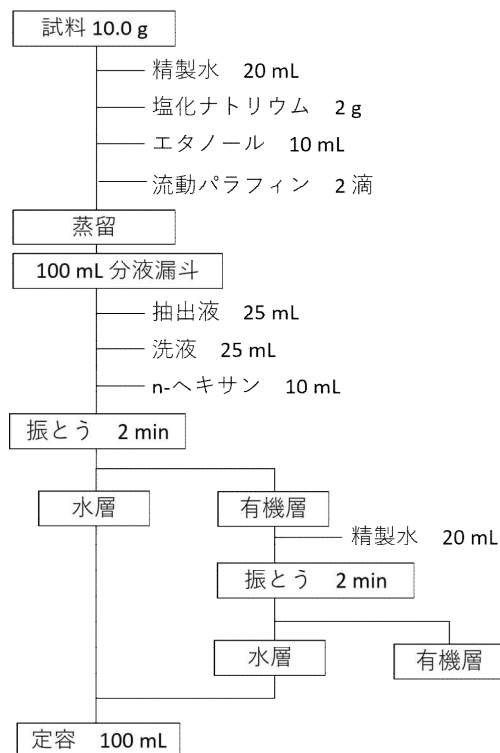 試料 10.0 g
精製水 20 mL
塩化ナトリウム 2 g
エタノール 10 mL
流動パラフィン 2 滴
蒸留
100 mL 分液漏斗
抽出液 25 mL
洗液 25 mL
n-ヘキサン 10 mL
振とう 2 min
水層
有機層
精製水 20 mL
振とう 2 min
水層
有機層
定容 100 mL